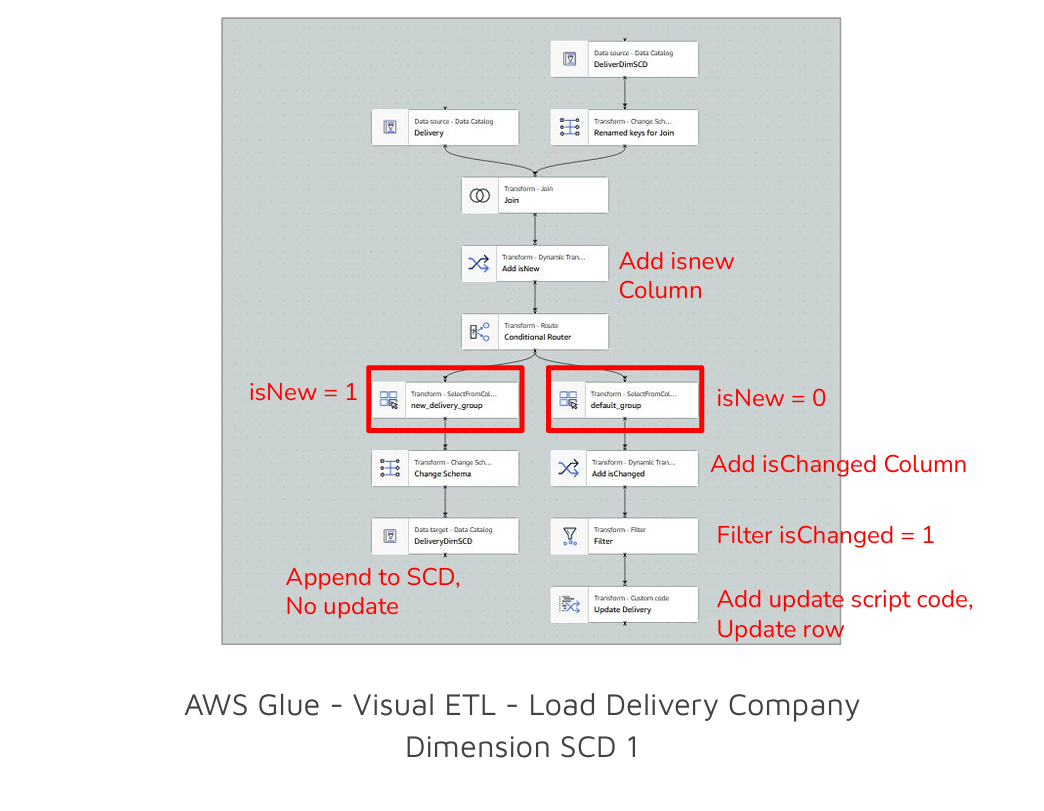 Data source - Data Catalog
DeliverDimSCD
Data source - Data Catalog
Delivery
Transform - Change Sch...
Renamed keys for Join
Transform - Join
Join
Transform - Dynamic Tran...
Add isNew
Add isnew
Column
Transform - Route
Conditional Router
isNew = 1
Transform - SelectFromCol...
new_delivery_group
Transform - SelectFromCol...
default_group
isNew = 0
Transform - Change Sch...
Change Schema
Transform - Dynamic Tran...
Add isChanged
Add isChanged Column
Data target - Data Catalog
DeliveryDimSCD
Transform - Filter
Filter
Filter isChanged = 1
Append to SCD,
No update
Transform - Custom code
Update Delivery
Add update script code,
Update row
AWS Glue - Visual ETL - Load Delivery Company
Dimension SCD 1